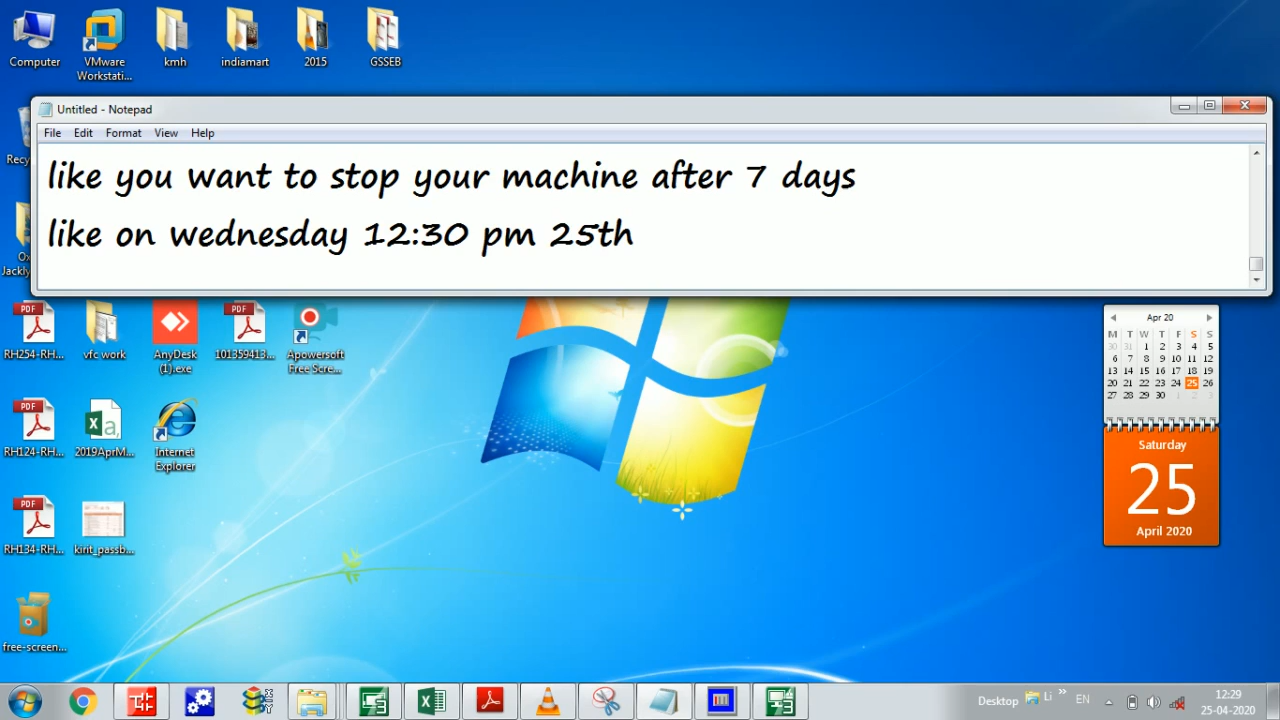 Computer
VMware Workstati...
kmh
indiamart
2015
GSSEB
Untitled - Notepad
File Edit Format View Help
like you want to stop your machine after 7 days
like on wednesday 12:30 pm 25th
RH254-RH...
vfc work
AnyDesk (1).exe
101359413...
Apowersoft Free Scre...
Apr 20
M T W T F S S
30 31 1 2 3 4 5
6 7 8 9 10 11 12
13 14 15 16 17 18 19
20 21 22 23 24 25 26
27 28 29 30 1 2 3
Saturday
25
April 2020
RH124-RH...
2019AprM...
Internet Explorer
RH134-RH...
kirit_passb...
free-screen...
Desktop Li » EN
12:29
25-04-2020